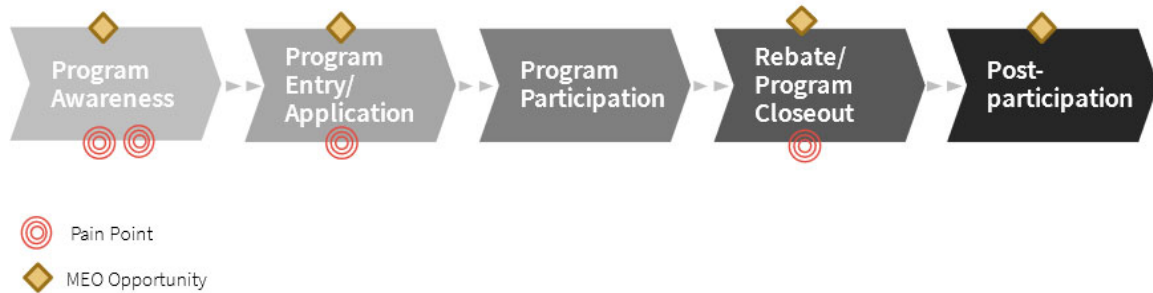 Program
Awareness
Program
Entry/
Application
Program
Participation
Rebate/
Program
Closeout
Post-
participation
Pain Point
MEO Opportunity